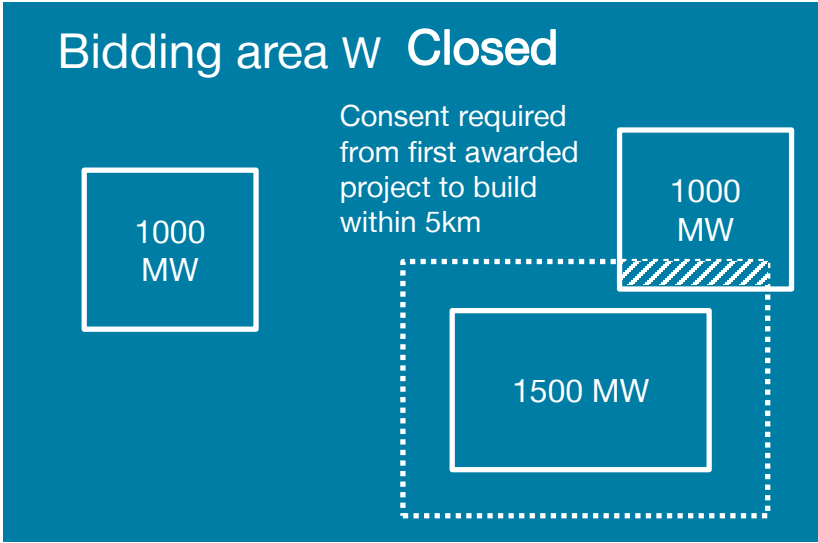 Bidding area W Closed
Consent required
from first awarded
project to build
within 5km
1000
MW
1000
MW
1500 MW